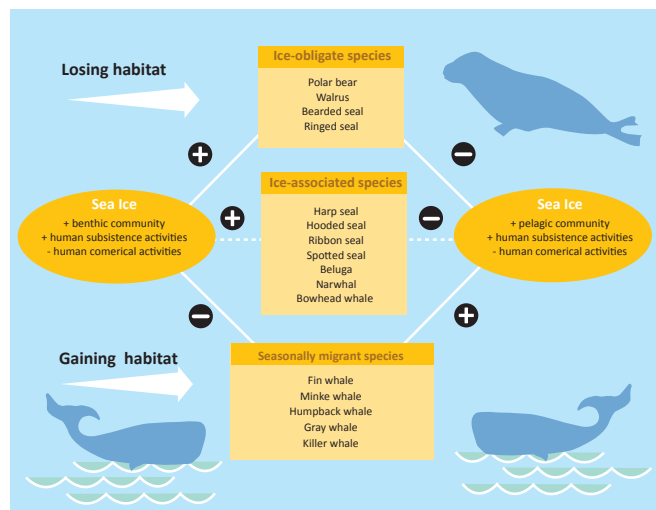 Losing habitat
Ice-obligate species
Polar bear
Walrus
Bearded seal
Ringed seal
+
−
Sea Ice
+ benthic community
+ human subsistence activities
- human comerical activities
+
Ice-associated species
Harp seal
Hooded seal
Ribbon seal
Spotted seal
Beluga
Narwhal
Bowhead whale
−
Sea Ice
+ pelagic community
+ human subsistence activities
- human comerical activities
−
+
Gaining habitat
Seasonally migrant species
Fin whale
Minke whale
Humpback whale
Gray whale
Killer whale